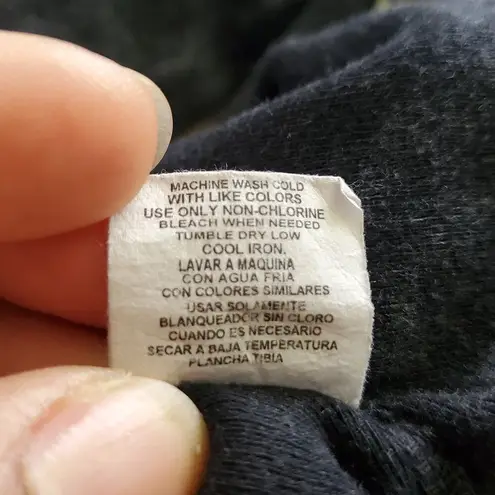 MACHINE WASH COLD
WITH LIKE COLORS
USE ONLY NON-CHLORINE
BLEACH WHEN NEEDED
TUMBLE DRY LOW
COOL IRON.
LAVAR A MAQUINA
CON AGUA FRIA
CON COLORES SIMILARES
USAR SOLAMENTE
BLANQUEADOR SIN CLORO
CUANDO ES NECESARIO
SECAR A BAJA TEMPERATURA
PLANCHA TIBIA